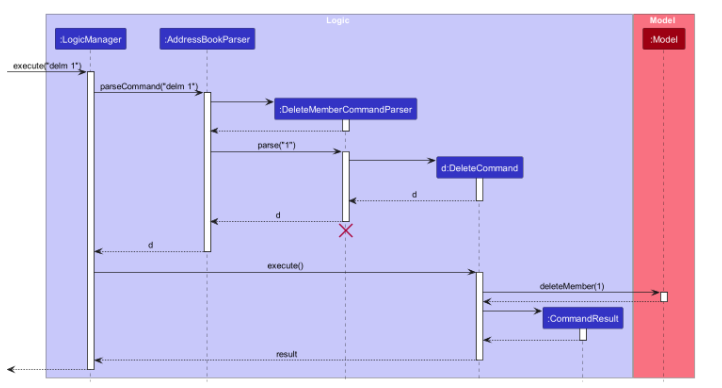 Logic
Model
:LogicManager
:AddressBookParser
:Model
execute("delm 1")
parseCommand("delm 1")
:DeleteMemberCommandParser
parse("1")
d:DeleteCommand
d
d
d
execute()
deleteMember(1)
:CommandResult
result